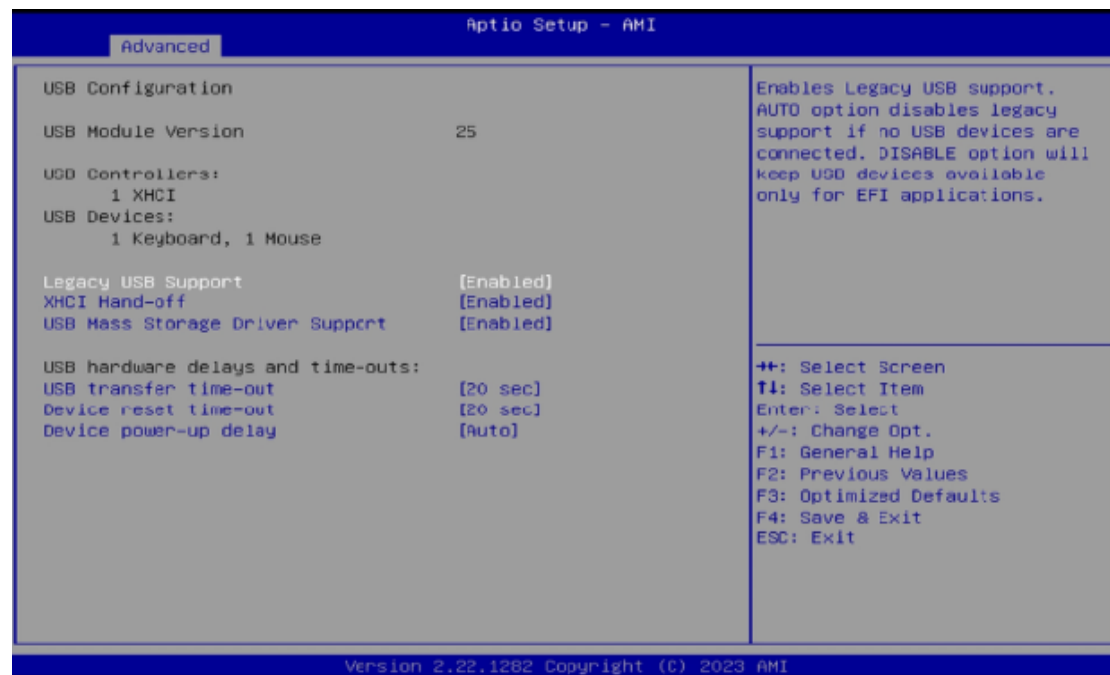 Aptio Setup - AMI
Advanced
USB Configuration
USB Module Version 25
USB Controllers:
1 XHCI
USB Devices:
1 Keyboard, 1 Mouse
Legacy USB Support [Enabled]
XHCI Hand-off [Enabled]
USB Mass Storage Driver Support [Enabled]
USB hardware delays and time-outs:
USB transfer time-out [20 sec]
Device reset time-out [20 sec]
Device power-up delay [Auto]
Enables Legacy USB support.
AUTO option disables legacy
support if no USB devices are
connected. DISABLE option will
keep USB devices available
only for EFI applications.
→←: Select Screen
↑↓: Select Item
Enter: Select
+/-: Change Opt.
F1: General Help
F2: Previous Values
F3: Optimized Defaults
F4: Save & Exit
ESC: Exit
Version 2.22.1282 Copyright (C) 2023 AMI